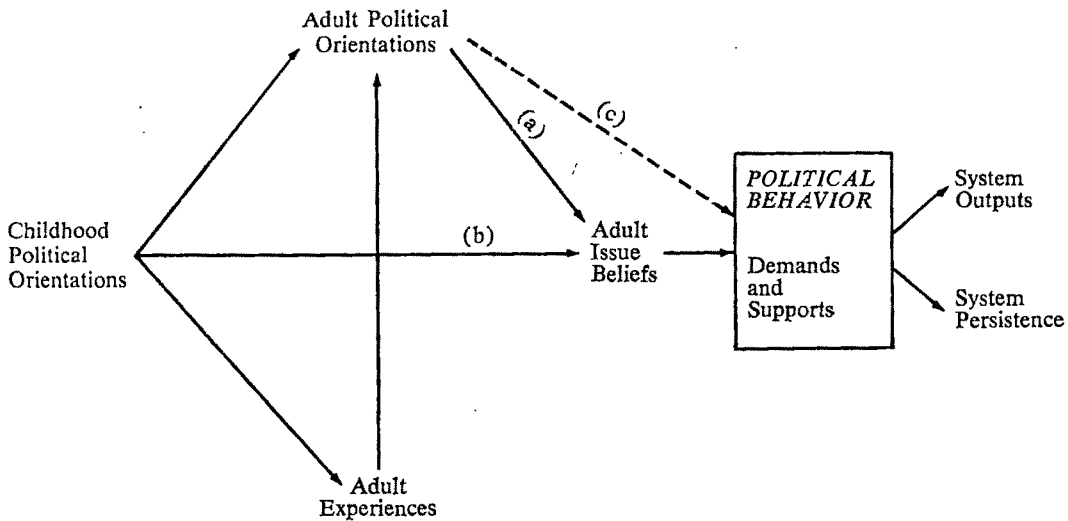 Adult Political
Orientations
(a)
(c)
(b)
Childhood
Political
Orientations
Adult
Issue
Beliefs
POLITICAL
BEHAVIOR
Demands
and
Supports
System
Outputs
System
Persistence
Adult
Experiences